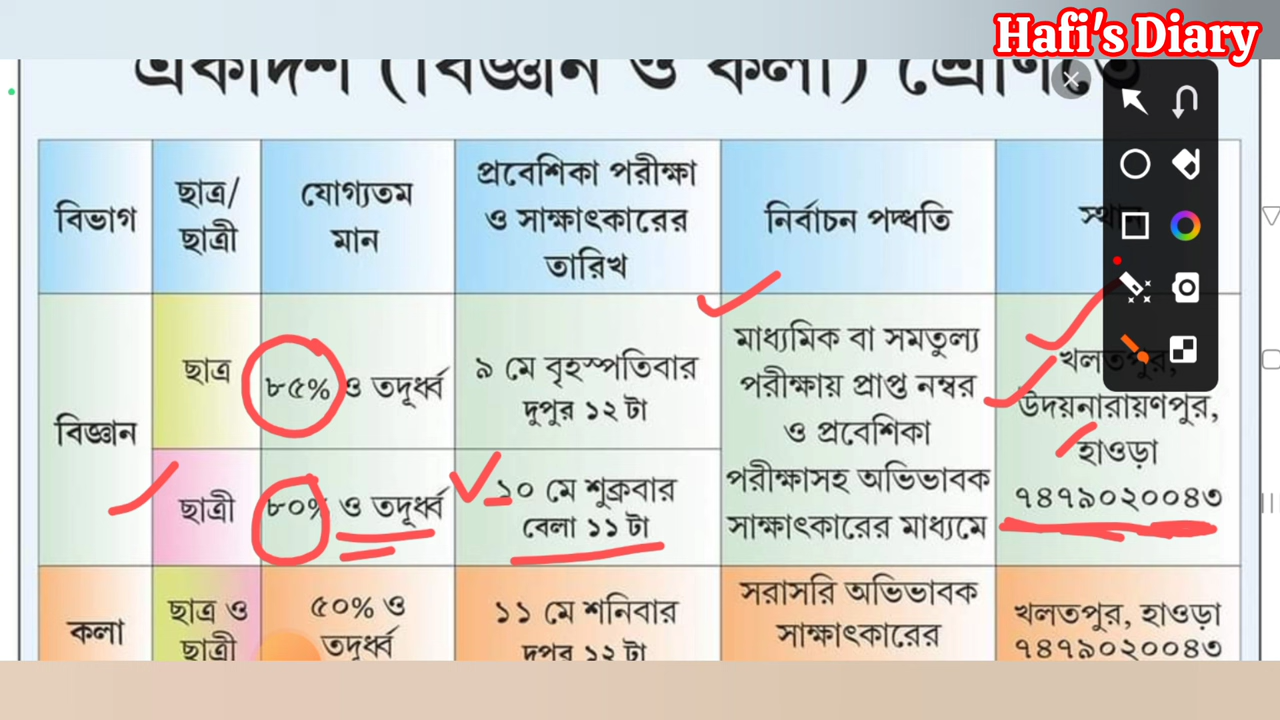 Hafi's Diary
একাদশ (বিজ্ঞান ও কলা) শ্রেণিতে
বিভাগ
ছাত্র/
ছাত্রী
যোগ্যতম
মান
প্রবেশিকা পরীক্ষা
ও সাক্ষাৎকারের
তারিখ
নির্বাচন পদ্ধতি
স্থান
বিজ্ঞান
ছাত্র
৮৫% ও তদূর্ধ্ব
৯ মে বৃহস্পতিবার
দুপুর ১২ টা
ছাত্রী
৮০% ও তদূর্ধ্ব
১০ মে শুক্রবার
বেলা ১১ টা
মাধ্যমিক বা সমতুল্য
পরীক্ষায় প্রাপ্ত নম্বর
ও প্রবেশিকা
পরীক্ষাসহ অভিভাবক
সাক্ষাৎকারের মাধ্যমে
খলতপুর,
উদয়নারায়ণপুর,
হাওড়া
৭৪৭৯০২০০৪৩
কলা
ছাত্র ও
ছাত্রী
৫০% ও
তদূর্ধ্ব
১১ মে শনিবার
দুপুর ১২ টা
সরাসরি অভিভাবক
সাক্ষাৎকারের
খলতপুর, হাওড়া
৭৪৭৯০২০০৪৩